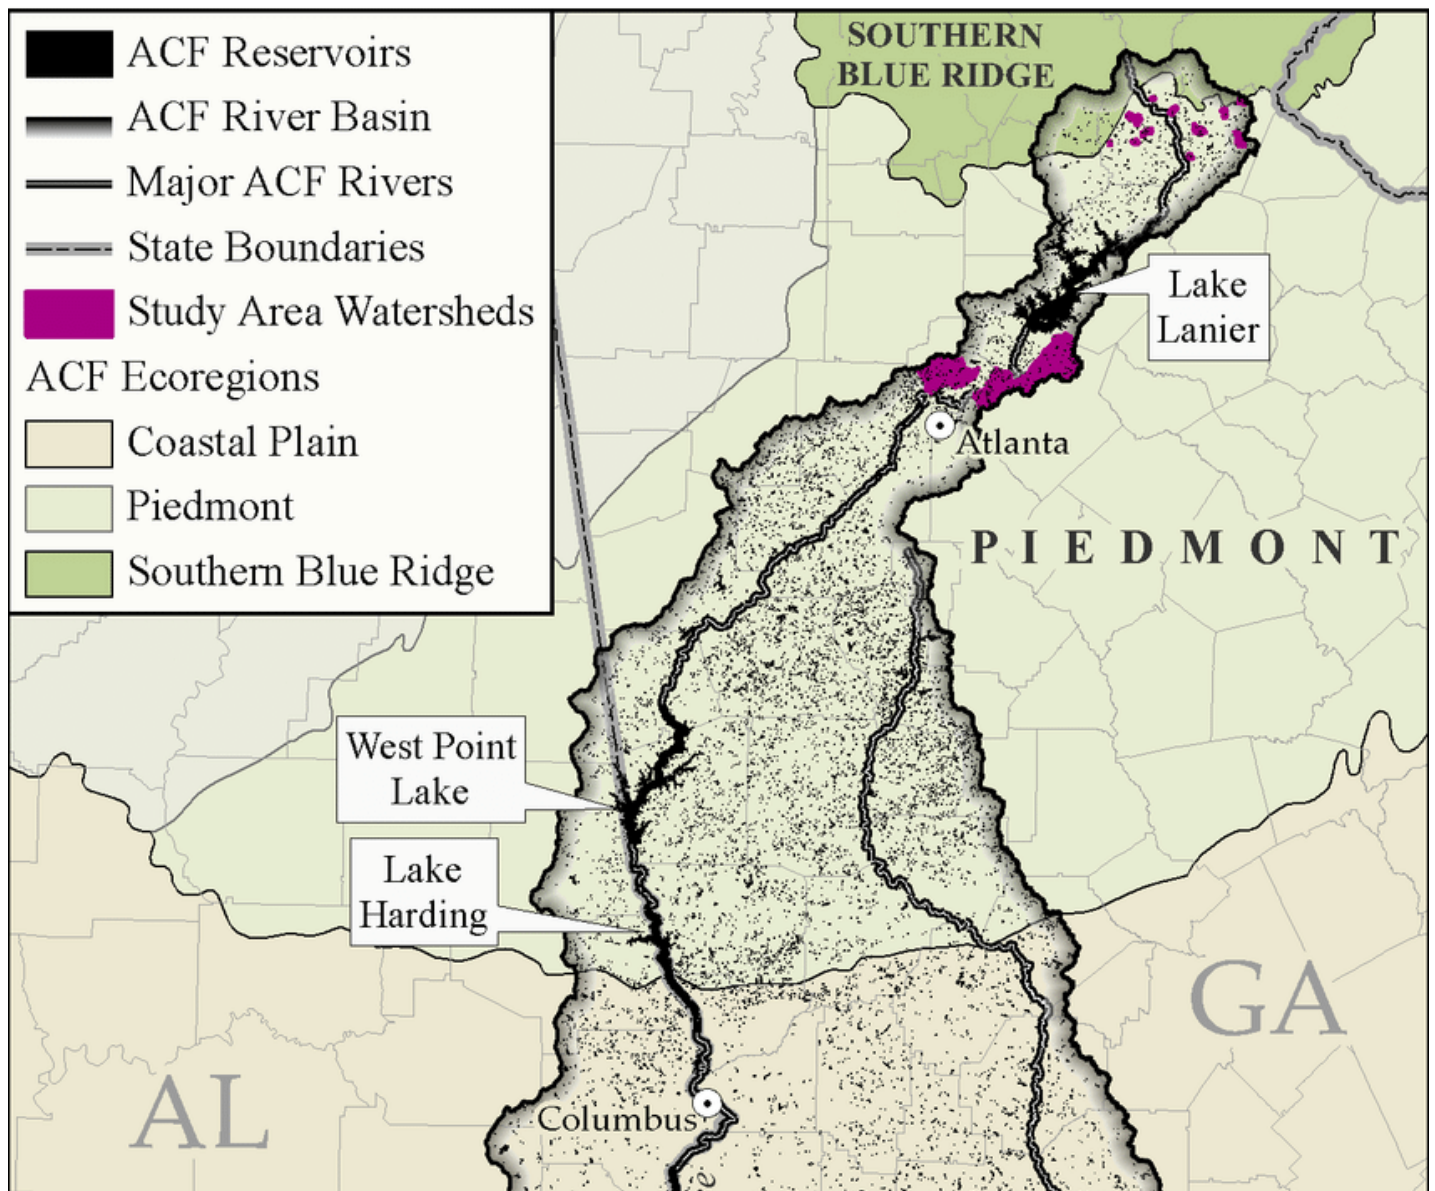 ACF Reservoirs
ACF River Basin
Major ACF Rivers
State Boundaries
Study Area Watersheds
ACF Ecoregions
Coastal Plain
Piedmont
Southern Blue Ridge
SOUTHERN
BLUE RIDGE
Lake
Lanier
Atlanta
PIEDMONT
West Point
Lake
Lake
Harding
GA
AL
Columbus